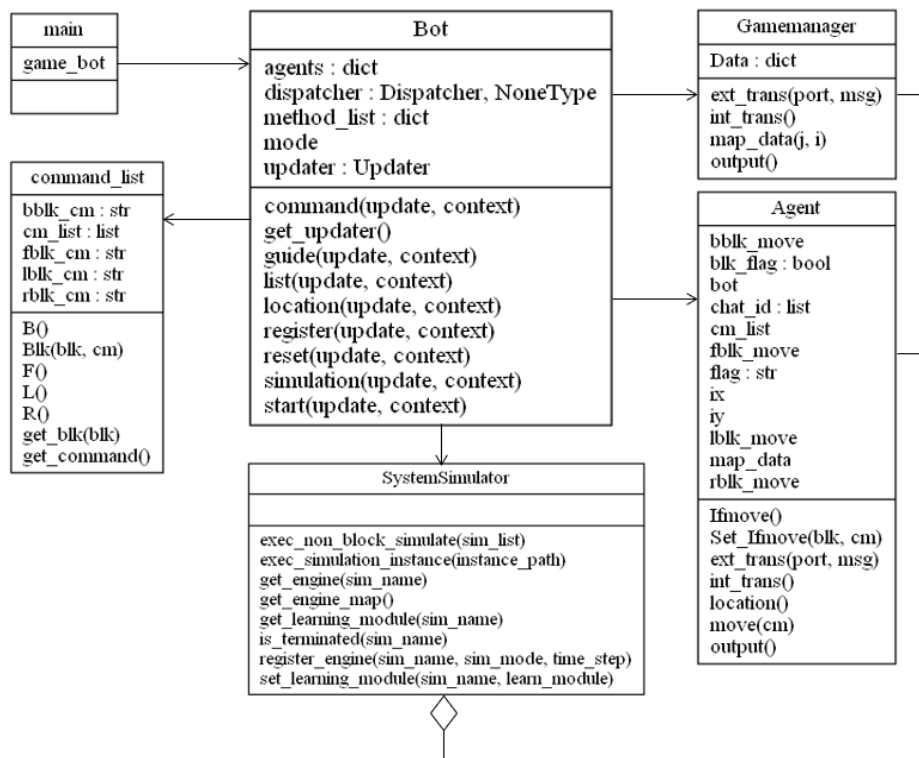 main
game_bot
Bot
agents : dict
dispatcher : Dispatcher, NoneType
method_list : dict
mode
updater : Updater
command(update, context)
get_updater()
guide(update, context)
list(update, context)
location(update, context)
register(update, context)
reset(update, context)
simulation(update, context)
start(update, context)
Gamemanager
Data : dict
ext_trans(port, msg)
int_trans()
map_data(j, i)
output()
command_list
bblk_cm : str
cm_list : list
fblk_cm : str
lblk_cm : str
rblk_cm : str
B()
Blk(blk, cm)
F()
L()
R()
get_blk(blk)
get_command()
Agent
bblk_move
blk_flag : bool
bot
chat_id : list
cm_list
fblk_move
flag : str
ix
iy
lblk_move
map_data
rblk_move
Ifmove()
Set_Ifmove(blk, cm)
ext_trans(port, msg)
int_trans()
location()
move(cm)
output()
SystemSimulator
exec_non_block_simulate(sim_list)
exec_simulation_instance(instance_path)
get_engine(sim_name)
get_engine_map()
get_learning_module(sim_name)
is_terminated(sim_name)
register_engine(sim_name, sim_mode, time_step)
set_learning_module(sim_name, learn_module)